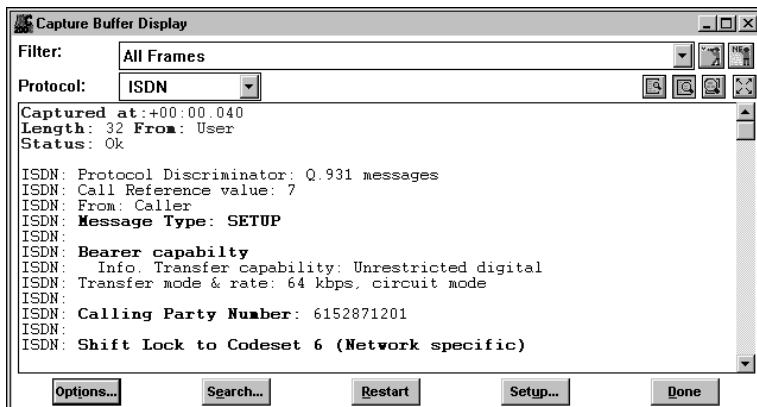 Capture Buffer Display
Filter: All Frames
Protocol: ISDN
Captured at:+00:00.040
Length: 32 From: User
Status: Ok
ISDN: Protocol Discriminator: Q.931 messages
ISDN: Call Reference value: 7
ISDN: From: Caller
ISDN: Message Type: SETUP
ISDN:
ISDN: Bearer capabilty
ISDN: Info. Transfer capability: Unrestricted digital
ISDN: Transfer mode & rate: 64 kbps, circuit mode
ISDN:
ISDN: Calling Party Number: 6152871201
ISDN:
ISDN: Shift Lock to Codeset 6 (Network specific)
Options... Search... Restart Setup... Done